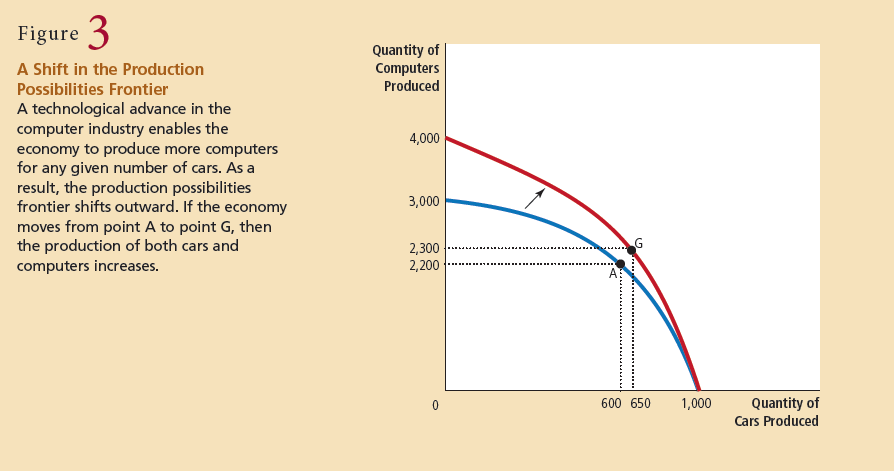 Figure 3
A Shift in the Production
Possibilities Frontier
A technological advance in the
computer industry enables the
economy to produce more computers
for any given number of cars. As a
result, the production possibilities
frontier shifts outward. If the economy
moves from point A to point G, then
the production of both cars and
computers increases.
Quantity of
Computers
Produced
4,000
3,000
2,300
2,200
G
A
0
600 650 1,000
Quantity of
Cars Produced